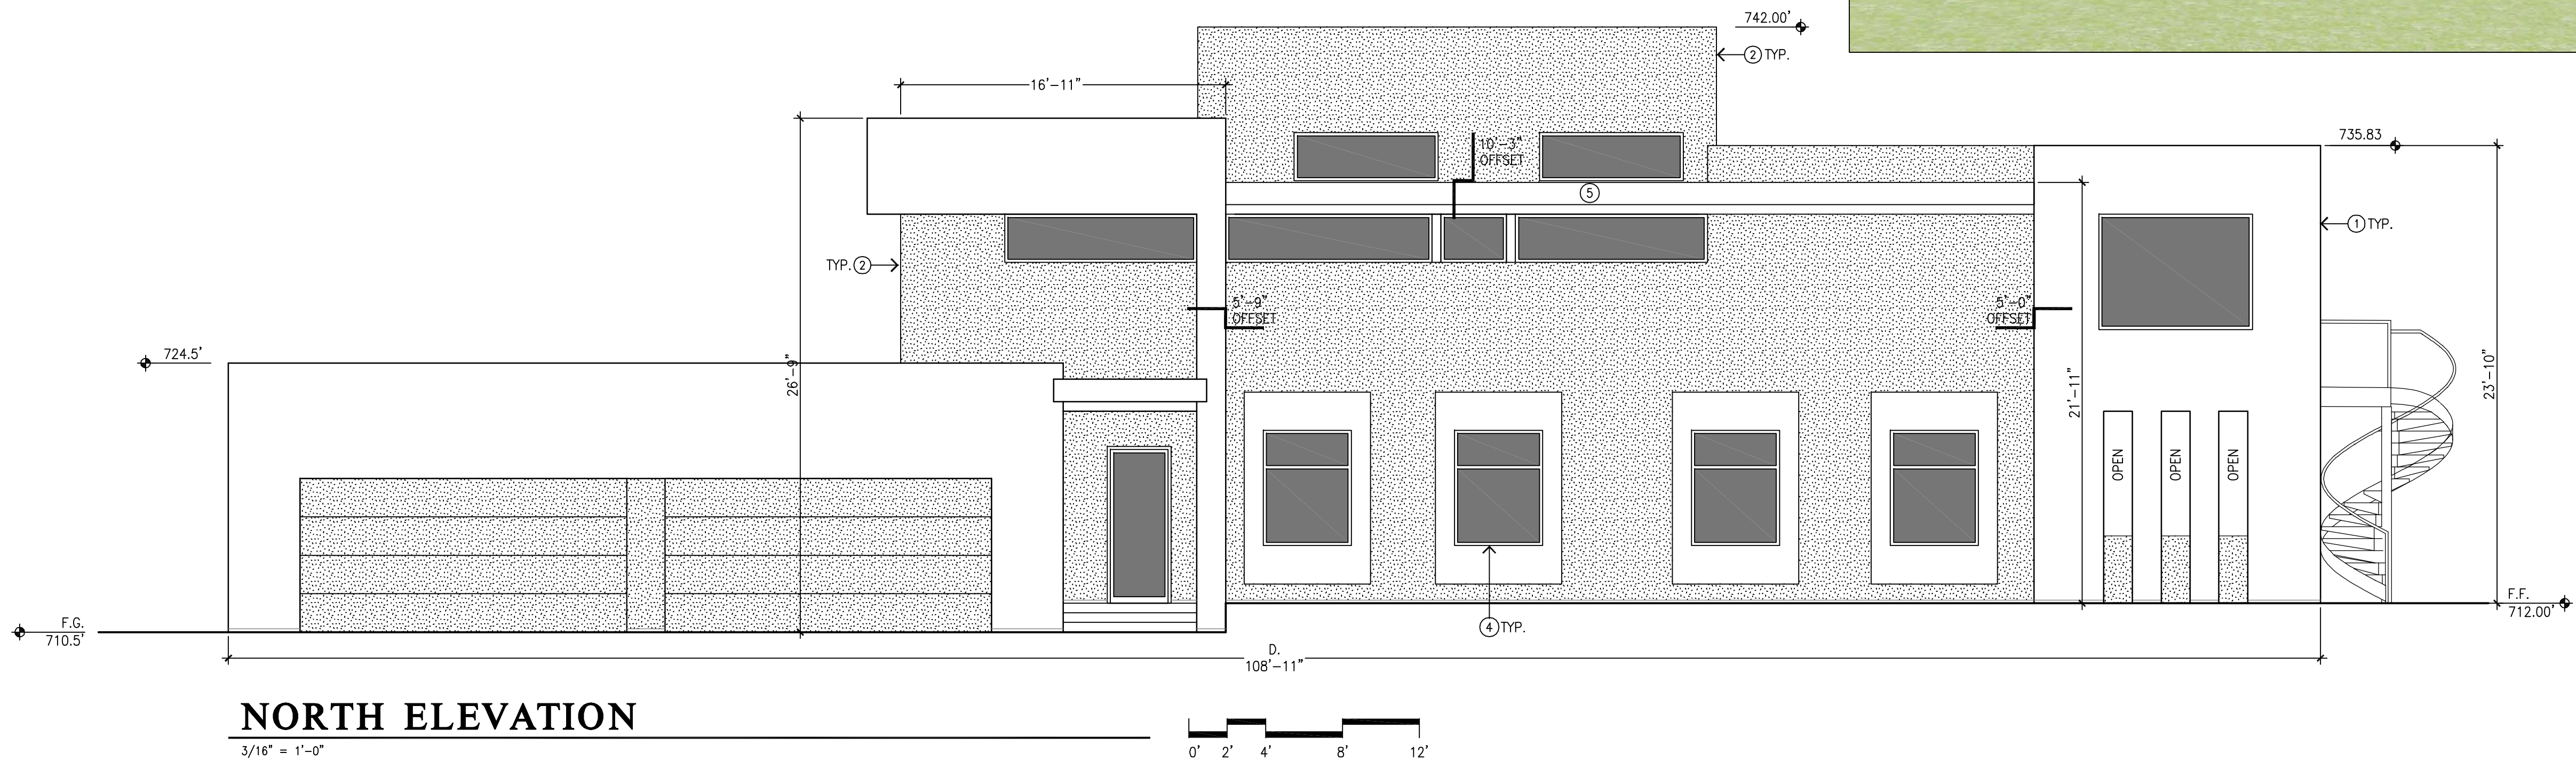 742.00'
2 TYP.
16'-11"
735.83
10'-3"
OFFSET
5
1 TYP.
TYP. 2
5'-9"
OFFSET
5'-0"
OFFSET
724.5'
26'-9"
21'-11"
23'-10"
OPEN
OPEN
OPEN
F.F.
712.00'
F.G.
710.5'
4 TYP.
D.
108'-11"
NORTH ELEVATION
3/16" = 1'-0"
0' 2' 4' 8' 12'